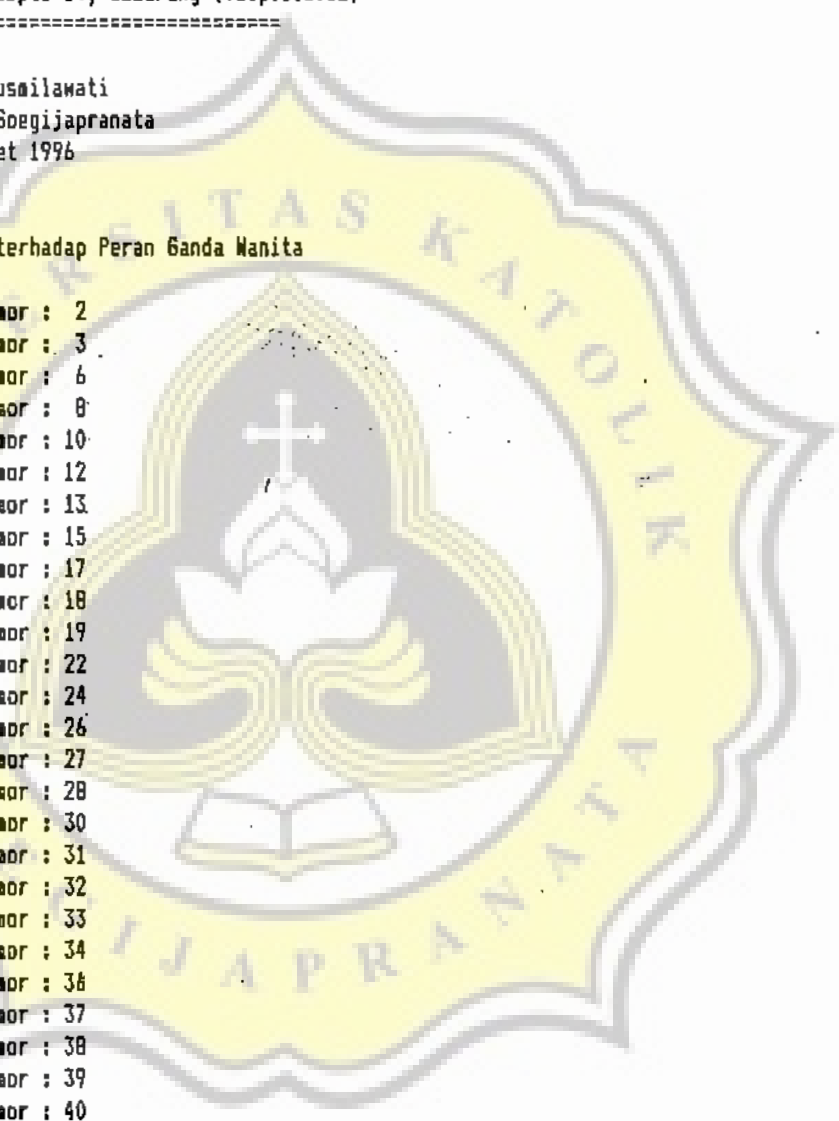 =========================
usmilawati
Soegijapranata
et 1996
terhadap Peran Ganda Wanita
mor : 2
mor : 3
mor : 6
mor : 8
mor : 10
mor : 12
mor : 13
mor : 15
mor : 17
mor : 18
mor : 19
mor : 22
mor : 24
mor : 26
mor : 27
mor : 28
mor : 30
mor : 31
mor : 32
mor : 33
mor : 34
mor : 36
mor : 37
mor : 38
mor : 39
mor : 40
ERSITAS KATOLIK
GIJAPRANATA